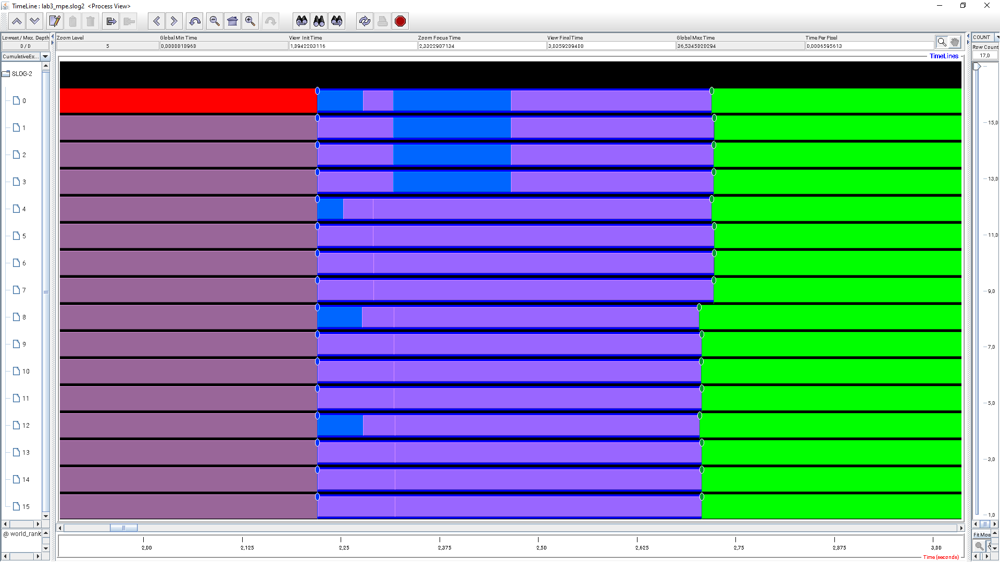 TimeLine : lab3_mpe.slog2 <Process View>
Lowest / Max. Depth
0 / 0
Zoom Level
5
Global Min Time
0,0000818968
View Init Time
1,8942203116
Zoom Focus Time
2,3322907134
View Final Time
3,0359209408
Global Max Time
36,5345020294
Time Per Pixel
0,0006595613
COUNT
Row Count
17,0
CumulativeEx...
TimeLines
SLOG-2
0
1
2
3
4
5
6
7
8
9
10
11
12
13
14
15
15,0
13,0
11,0
9,0
7,0
5,0
3,0
1,0
@ world_rank
Fit Mos
2,00
2,125
2,25
2,375
2,50
2,625
2,75
2,875
3,00
Time (seconds)